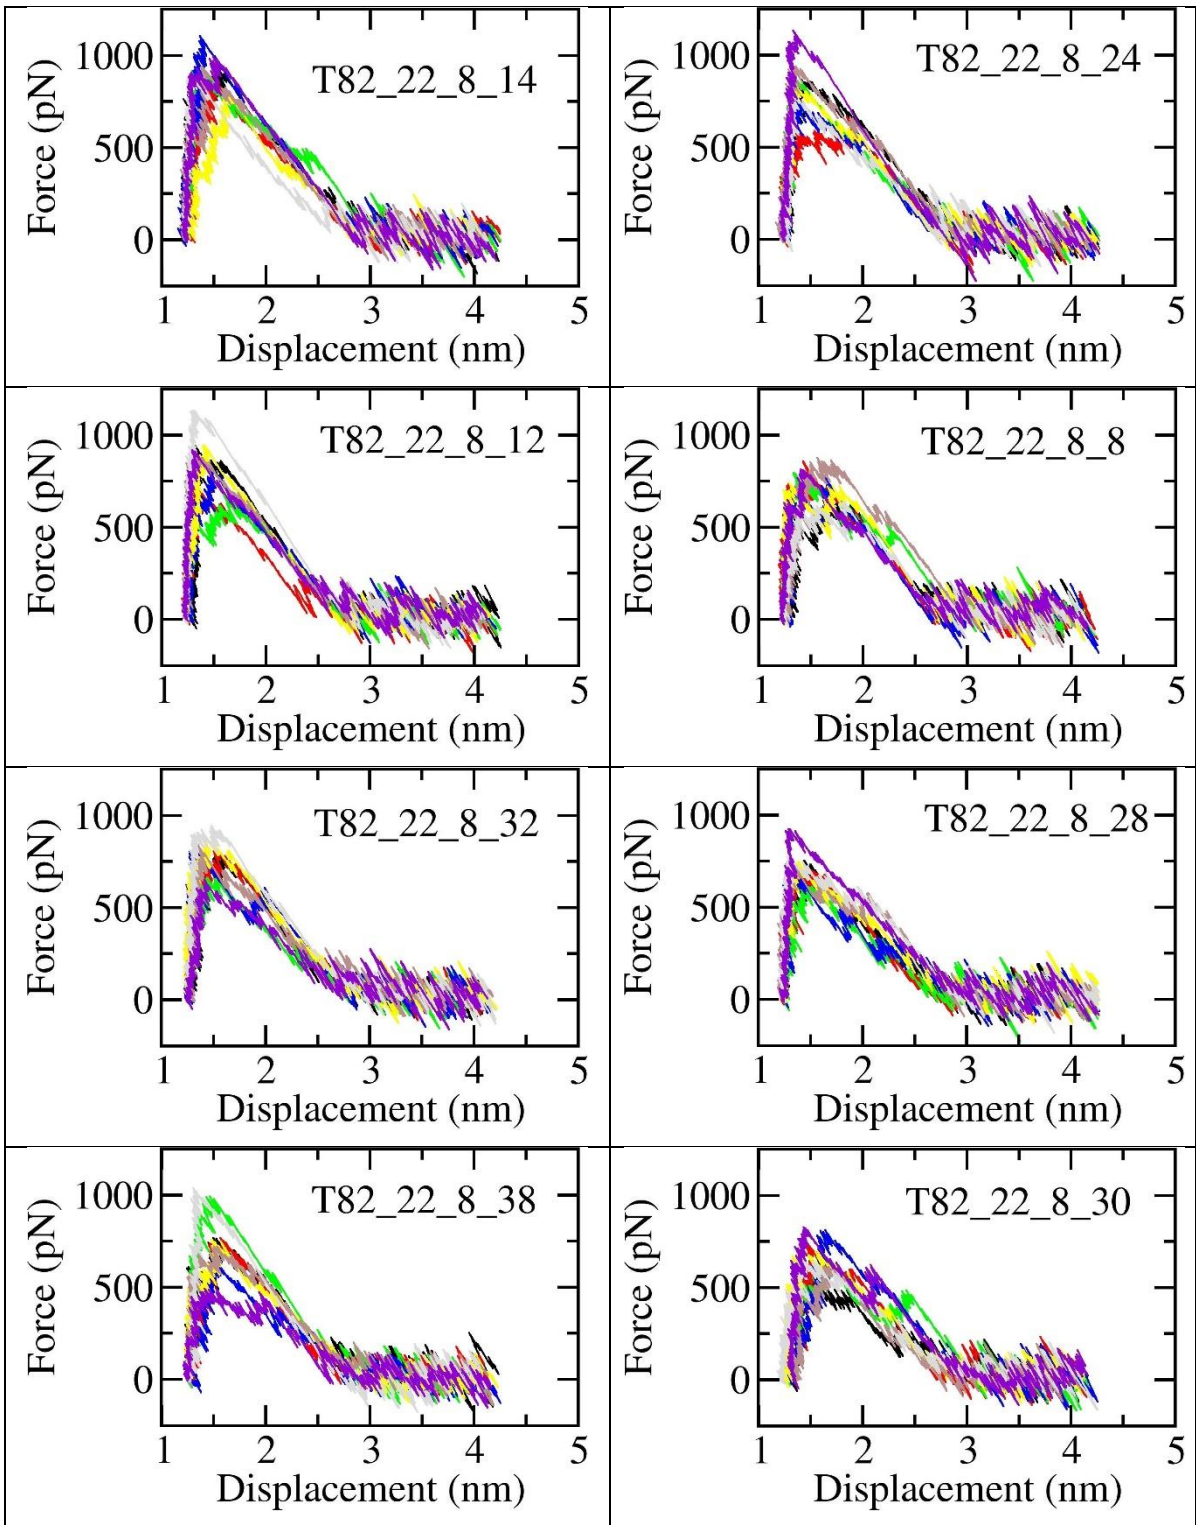 1000
T82_22_8_14
500
0
Force (pN)
1 2 3 4 5
Displacement (nm)
1000
T82_22_8_24
500
0
Force (pN)
1 2 3 4 5
Displacement (nm)
1000
T82_22_8_12
500
0
Force (pN)
1 2 3 4 5
Displacement (nm)
1000
T82_22_8_8
500
0
Force (pN)
1 2 3 4 5
Displacement (nm)
1000
T82_22_8_32
500
0
Force (pN)
1 2 3 4 5
Displacement (nm)
1000
T82_22_8_28
500
0
Force (pN)
1 2 3 4 5
Displacement (nm)
1000
T82_22_8_38
500
0
Force (pN)
1 2 3 4 5
Displacement (nm)
1000
T82_22_8_30
500
0
Force (pN)
1 2 3 4 5
Displacement (nm)